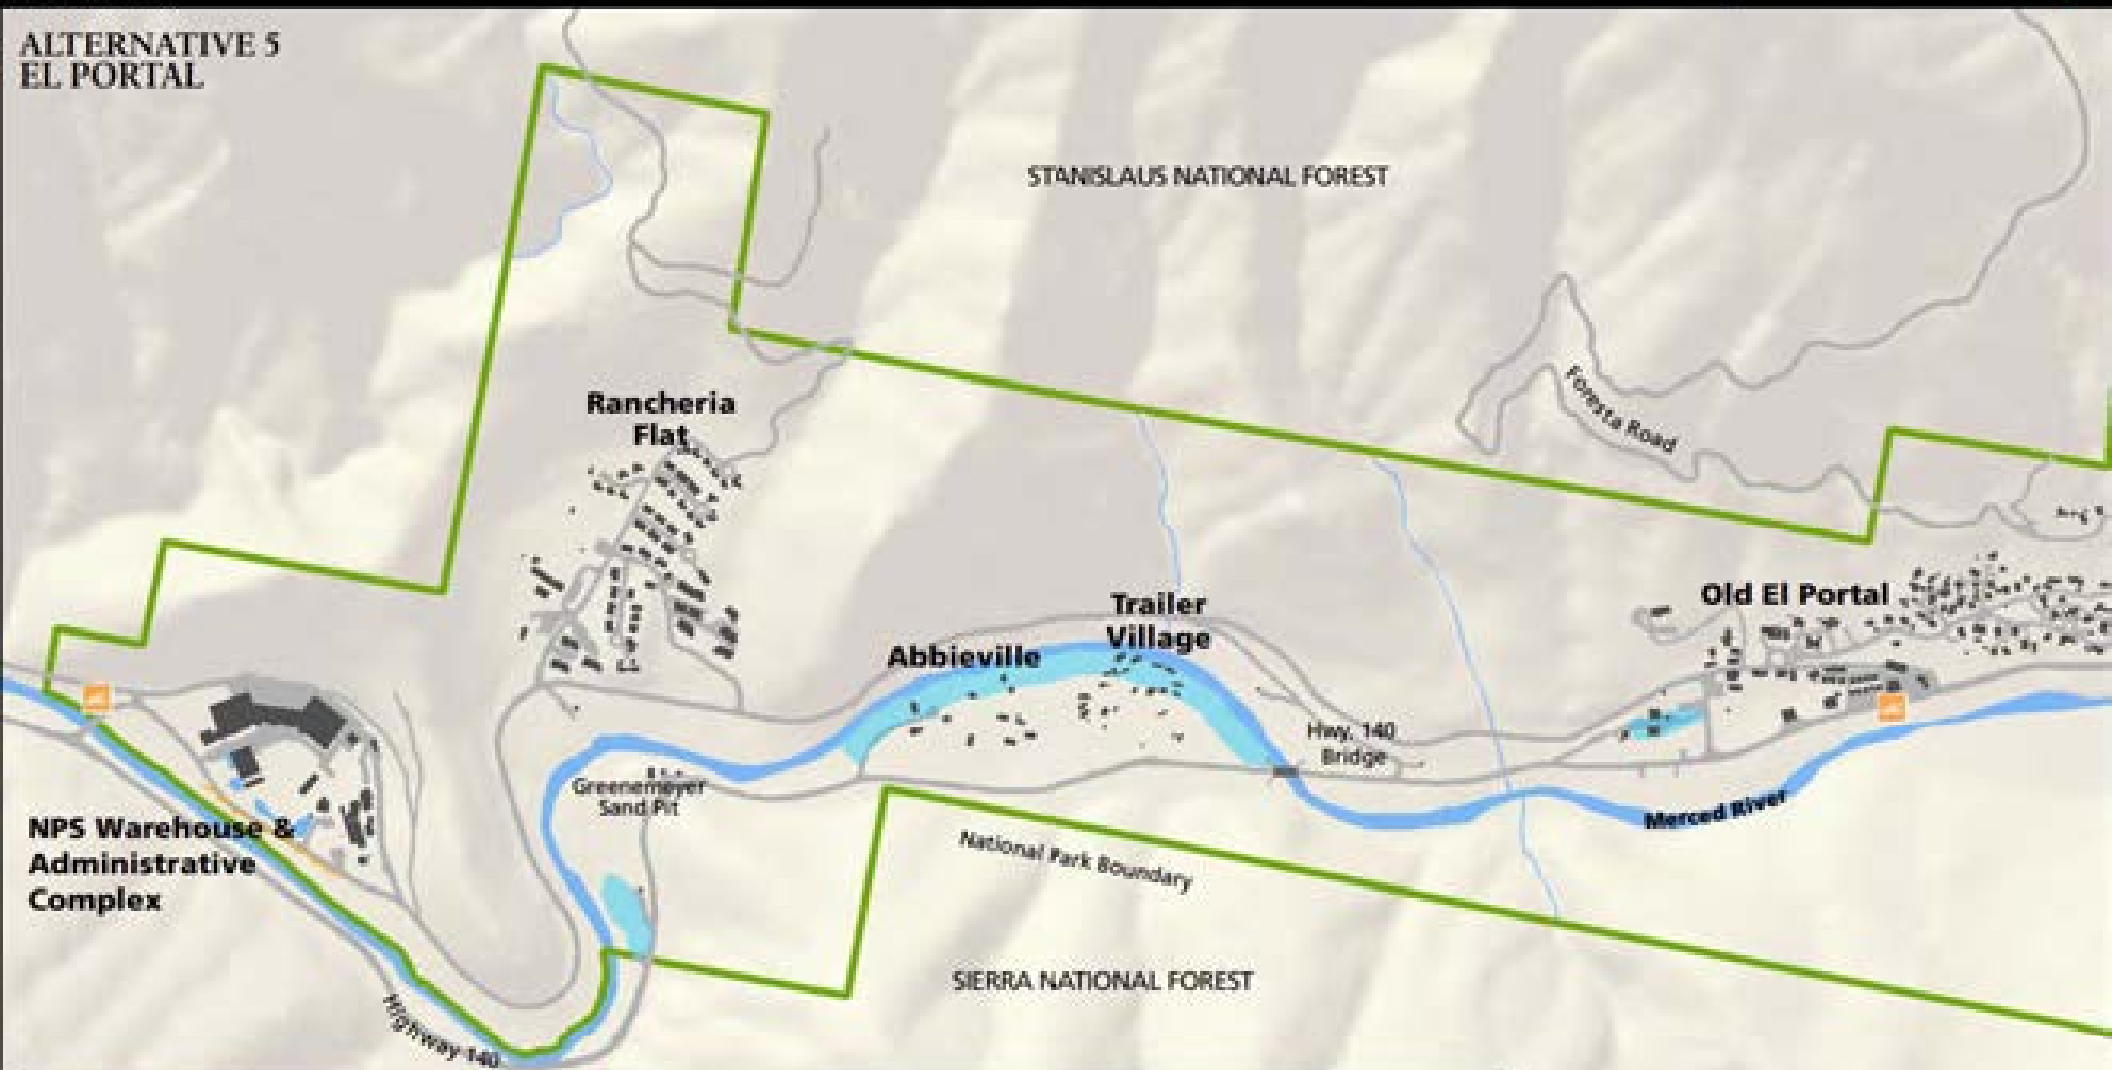 ALTERNATIVE 5
EL PORTAL
STANISLAUS NATIONAL FOREST
Foresta Road
Rancheria
Flat
Old El Portal
Trailer
Village
Abbieville
Hwy. 140
Bridge
Greenemeyer
Sand Pit
Merced River
NPS Warehouse &
Administrative
Complex
National Park Boundary
SIERRA NATIONAL FOREST
Highway 140